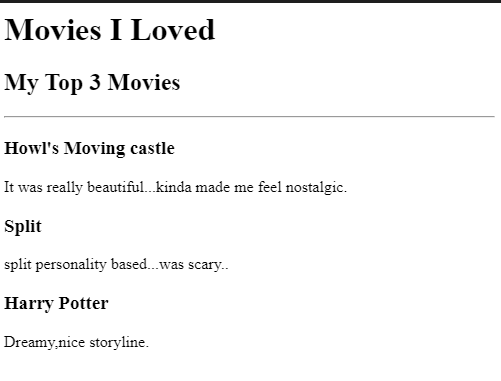 Movies I Loved
My Top 3 Movies
Howl's Moving castle
It was really beautiful...kinda made me feel nostalgic.
Split
split personality based...was scary..
Harry Potter
Dreamy,nice storyline.